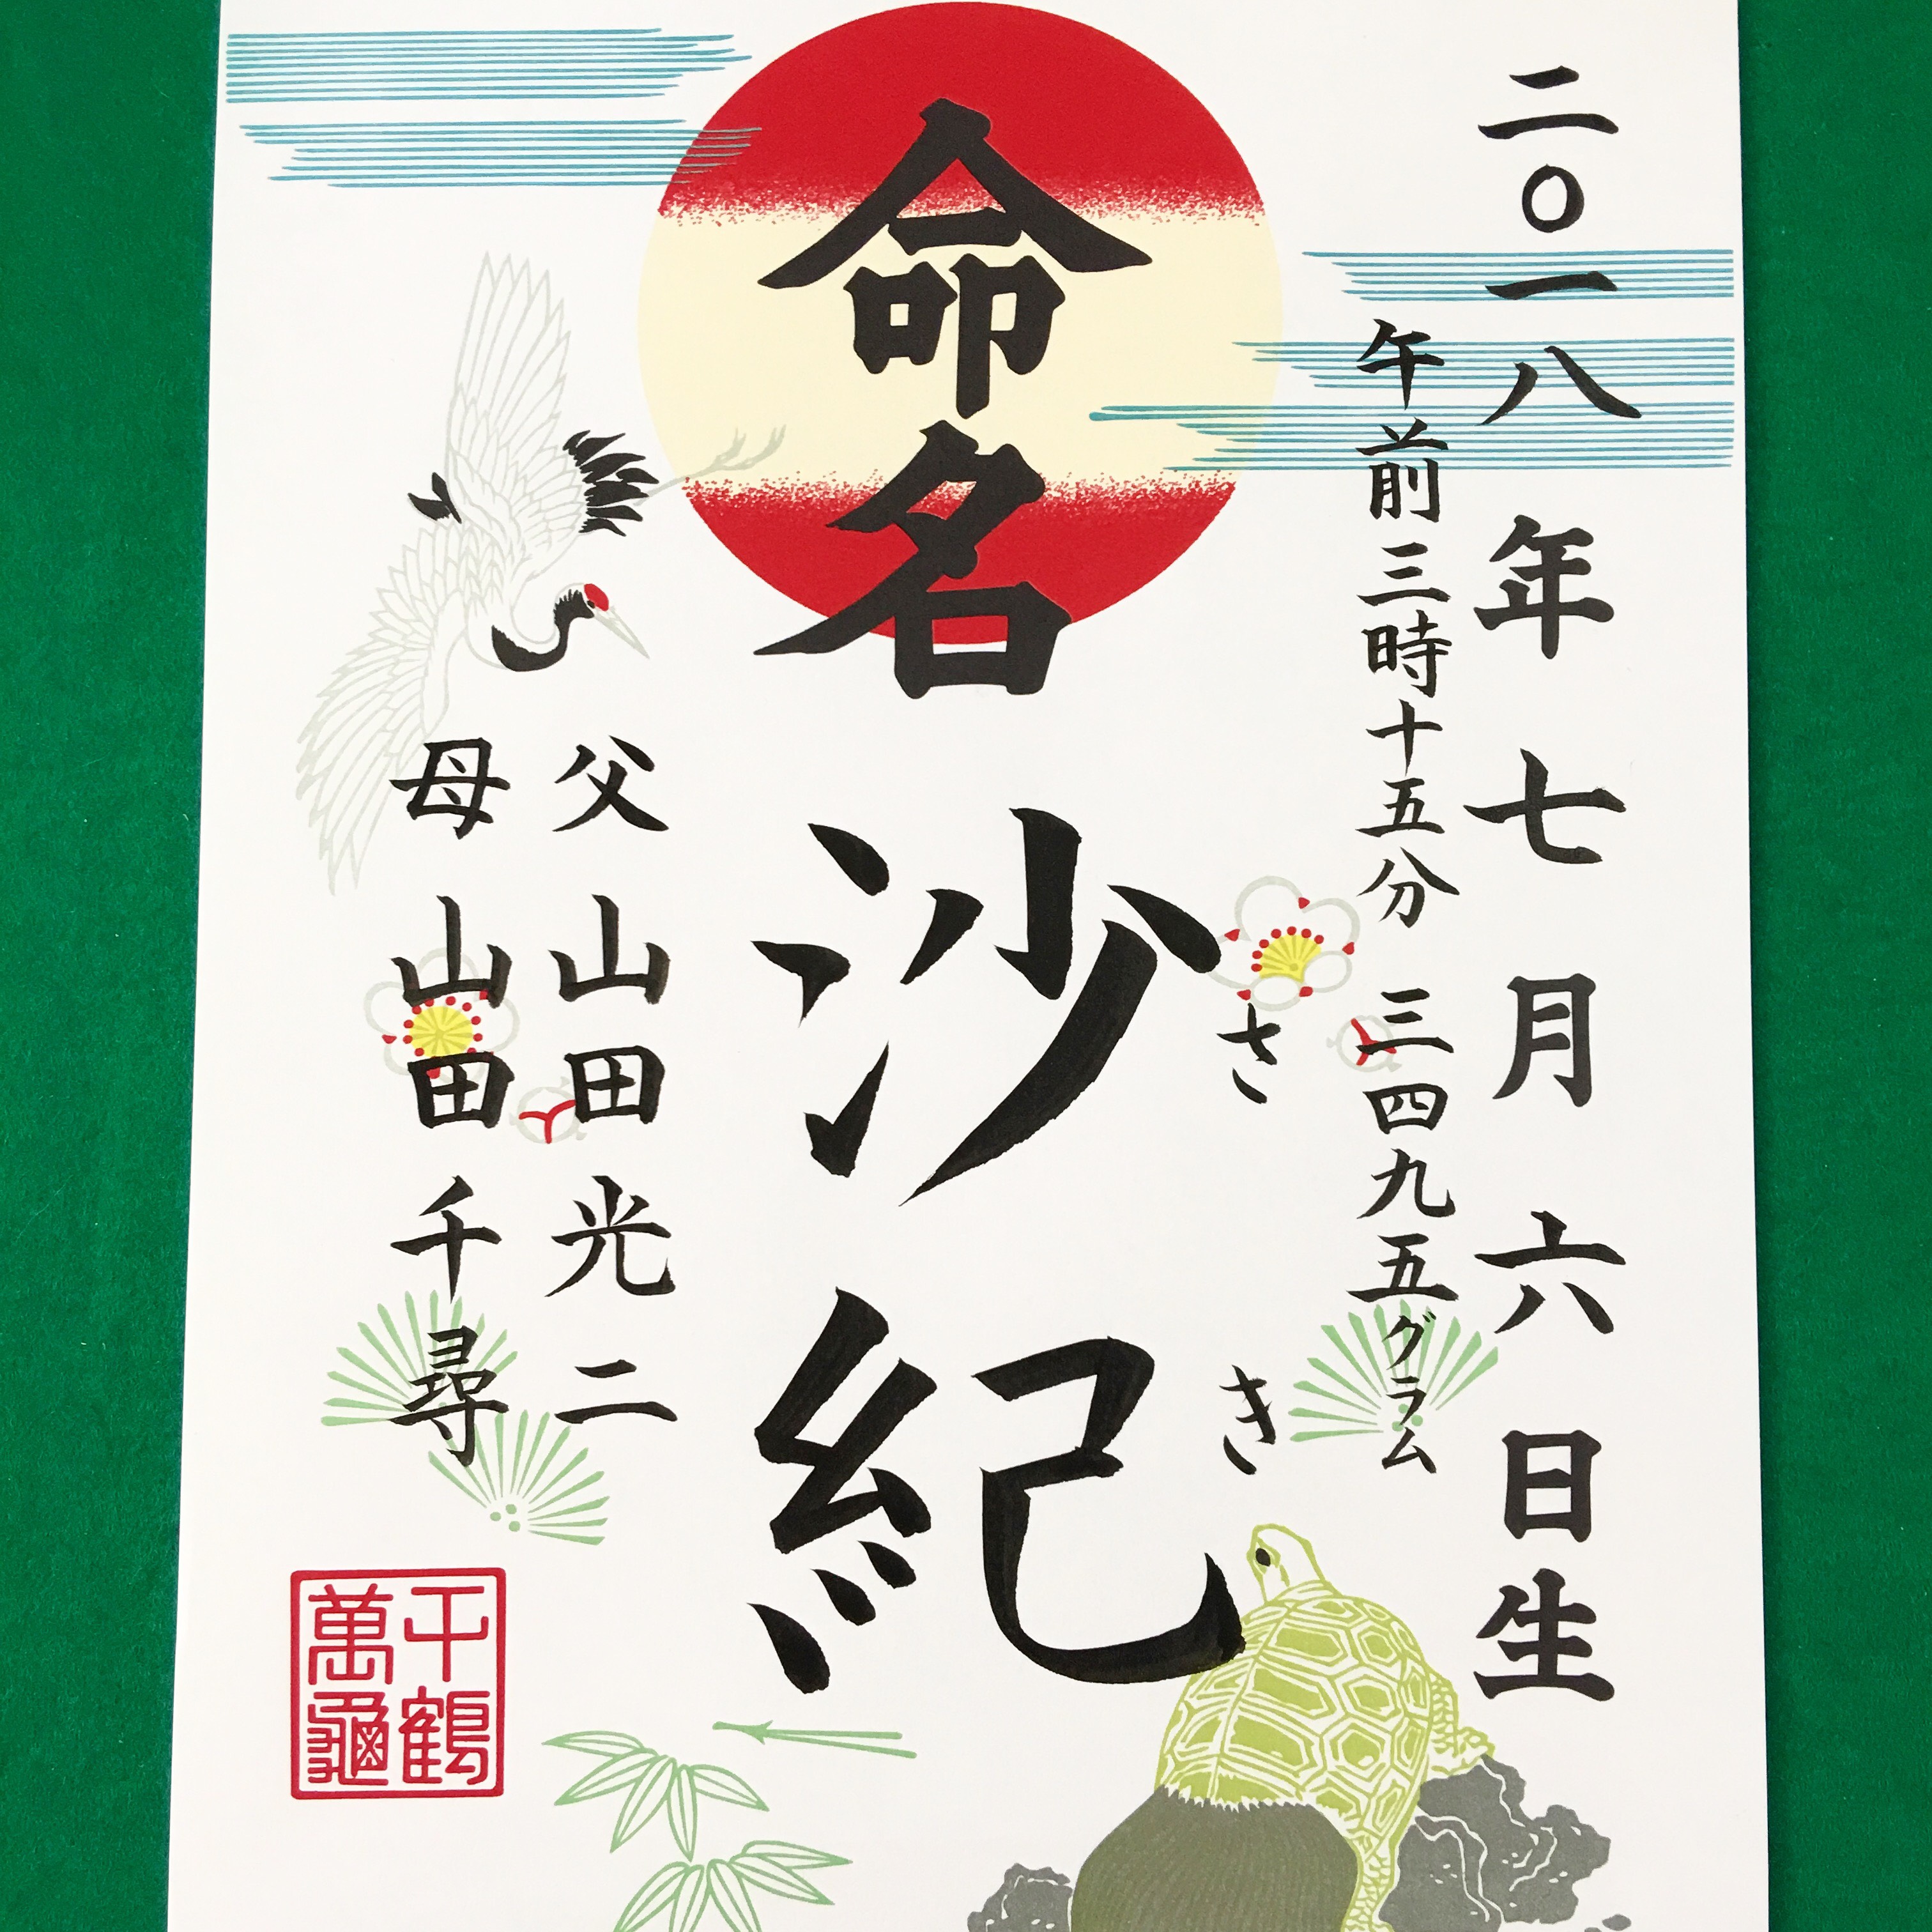 二〇一八年七月六日生
午前三時十五分 三四九五グラム
命名 沙紀
さき
父 山田光二
母 山田千尋
千鶴
萬龜